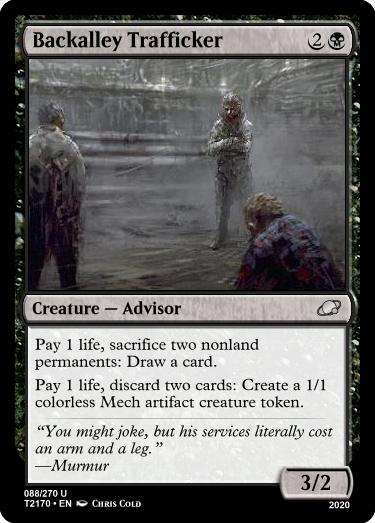 Backalley Trafficker 2
Creature — Advisor
Pay 1 life, sacrifice two nonland
permanents: Draw a card.
Pay 1 life, discard two cards: Create a 1/1
colorless Mech artifact creature token.
“You might joke, but his services literally cost
an arm and a leg.”
—Murmur
3/2
088/270 U
T2170 • EN Chris Cold
2020